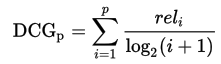 DCG_p = \sum_{i=1}^{p} \frac{rel_i}{\log_2(i+1)}